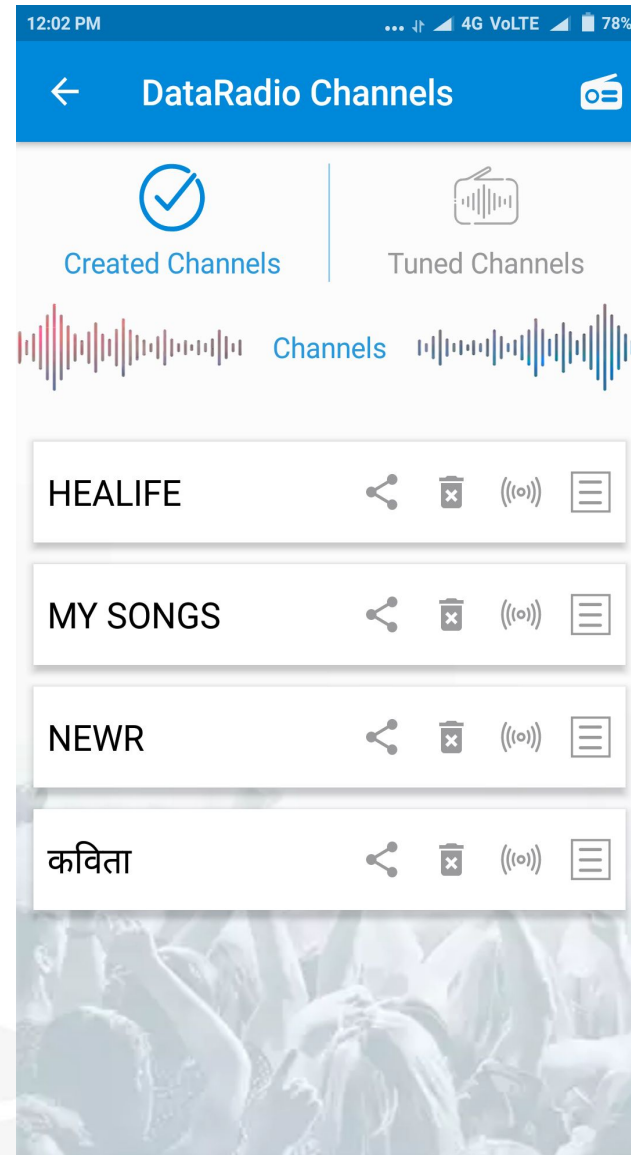 12:02 PM ... 4G VoLTE 78%
DataRadio Channels
Created Channels Tuned Channels
Channels
HEALIFE
MY SONGS
NEWR
कविता